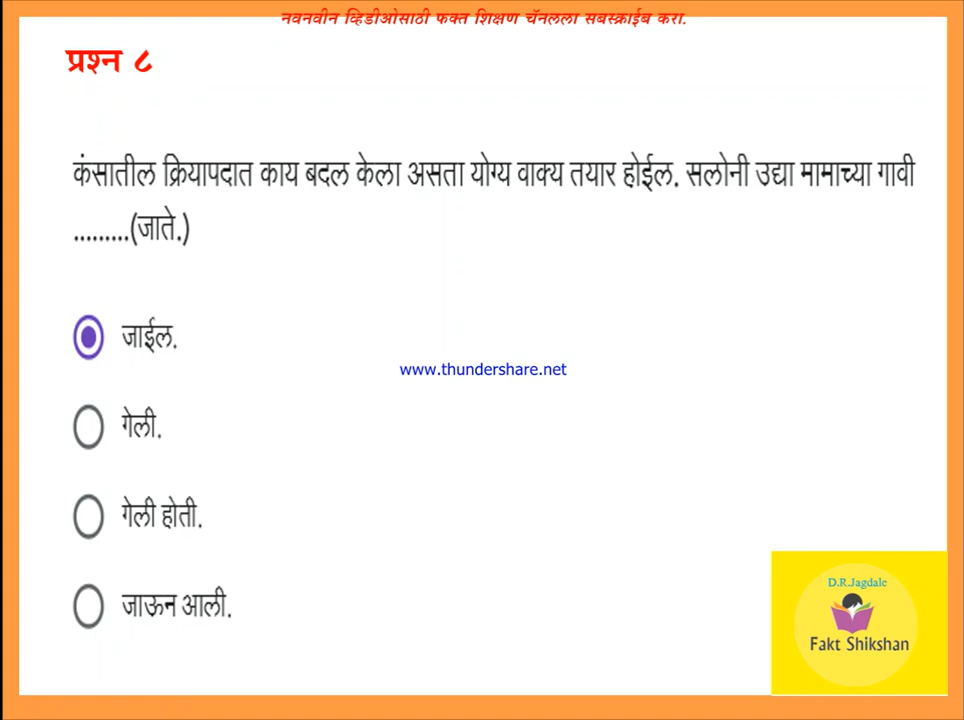 नवनवीन व्हिडीओसाठी फक्त शिक्षण चॅनलला सबस्क्राईब करा.
प्रश्न ८
कंसातील क्रियापदात काय बदल केला असता योग्य वाक्य तयार होईल. सलोनी उद्या मामाच्या गावी
.........(जाते.)
जाईल.
www.thundershare.net
गेली.
गेली होती.
जाऊन आली.
D.R.Jagdale
Fakt Shikshan